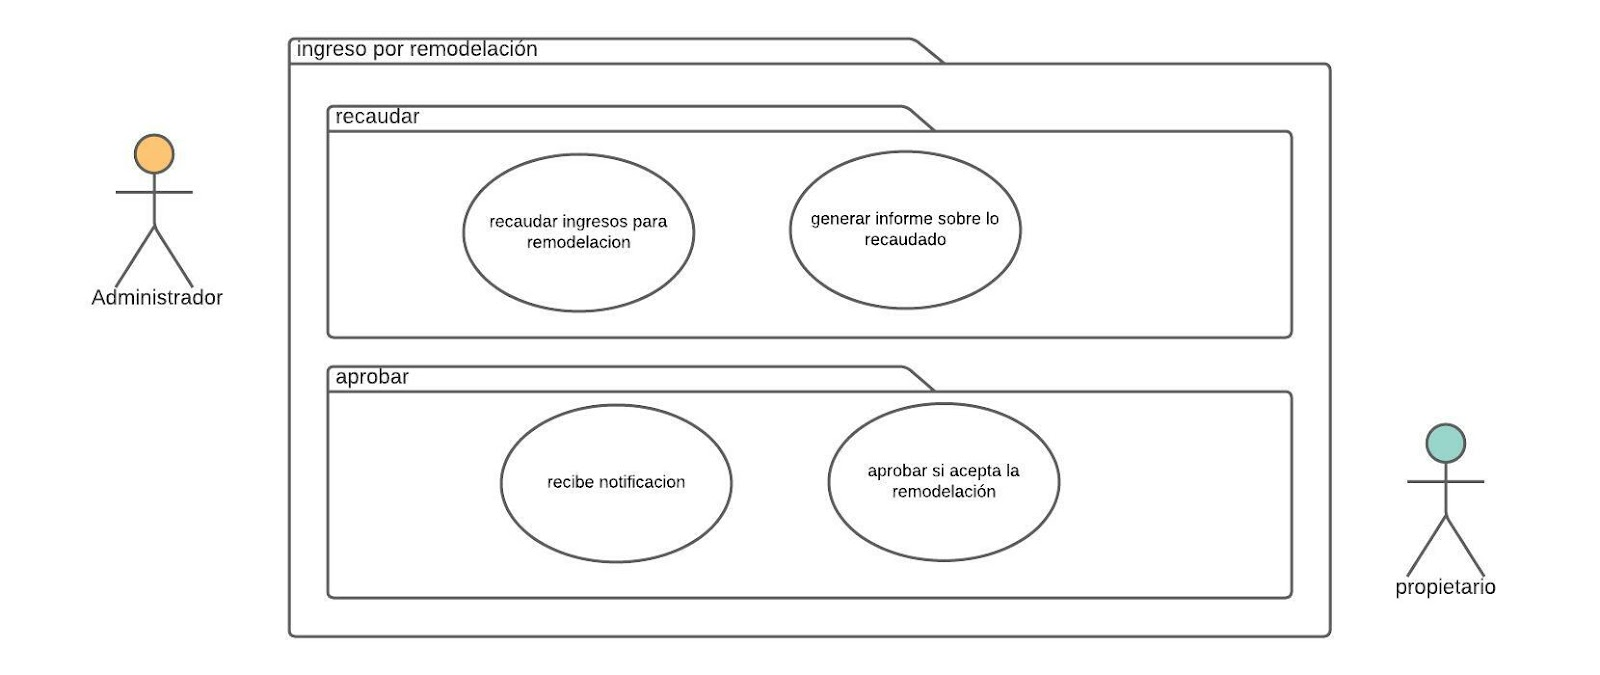 ingreso por remodelación
recaudar
recaudar ingresos para
remodelacion
generar informe sobre lo
recaudado
Administrador
aprobar
recibe notificacion
aprobar si acepta la
remodelación
propietario